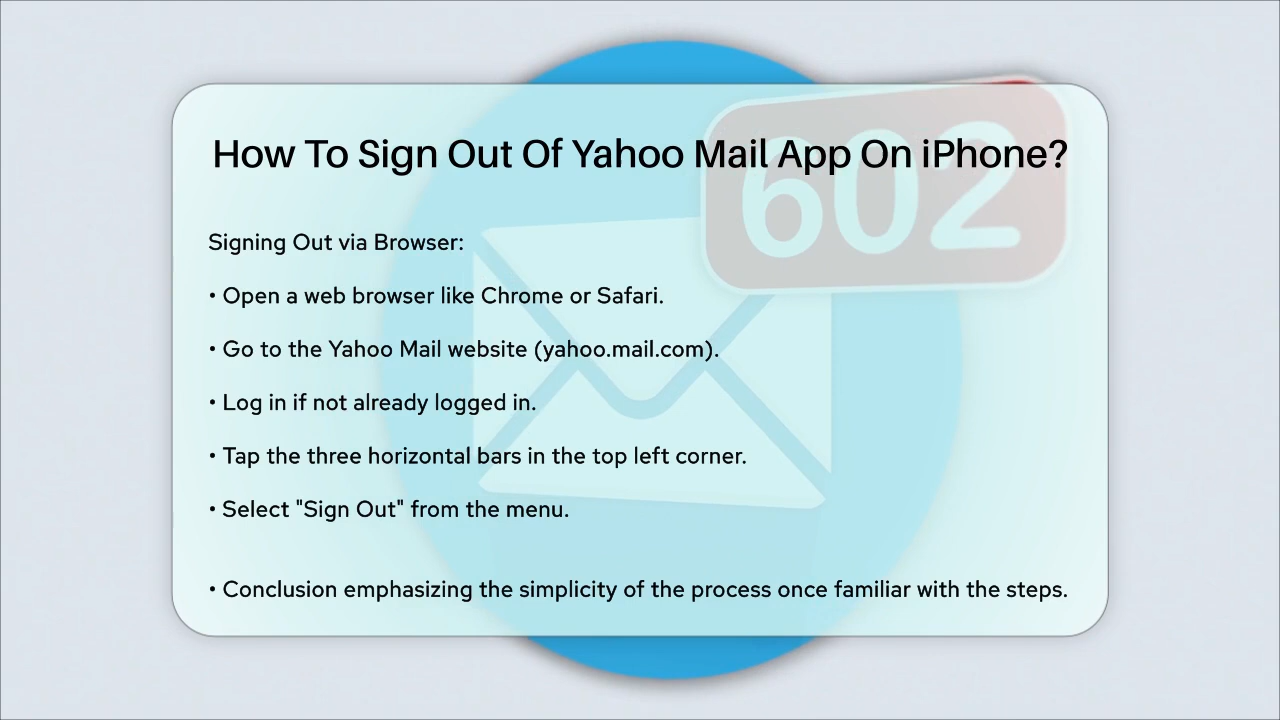 How To Sign Out Of Yahoo Mail App On iPhone?
602
Signing Out via Browser:
• Open a web browser like Chrome or Safari.
• Go to the Yahoo Mail website (yahoo.mail.com).
• Log in if not already logged in.
• Tap the three horizontal bars in the top left corner.
• Select "Sign Out" from the menu.
• Conclusion emphasizing the simplicity of the process once familiar with the steps.